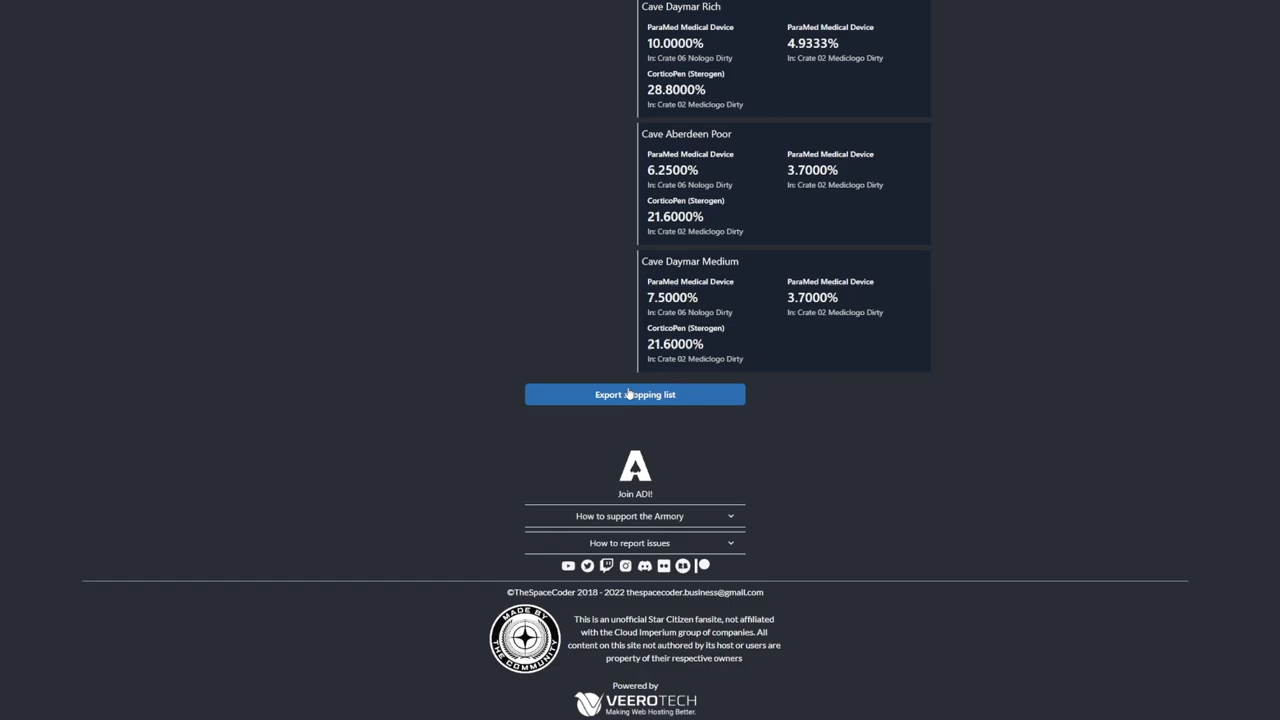 Cave Daymar Rich
ParaMed Medical Device
10.0000%
In: Crate 06 Nologo Dirty
ParaMed Medical Device
4.9333%
In: Crate 02 Mediclogo Dirty
CorticoPen (Sterogen)
28.8000%
In: Crate 02 Mediclogo Dirty
Cave Aberdeen Poor
ParaMed Medical Device
6.2500%
In: Crate 06 Nologo Dirty
ParaMed Medical Device
3.7000%
In: Crate 02 Mediclogo Dirty
CorticoPen (Sterogen)
21.6000%
In: Crate 02 Mediclogo Dirty
Cave Daymar Medium
ParaMed Medical Device
7.5000%
In: Crate 06 Nologo Dirty
ParaMed Medical Device
3.7000%
In: Crate 02 Mediclogo Dirty
CorticoPen (Sterogen)
21.6000%
In: Crate 02 Mediclogo Dirty
Export shopping list
Join ADI!
How to support the Armory
How to report issues
©TheSpaceCoder 2018 - 2022 thespacecoder.business@gmail.com
MADE BY THE COMMUNITY
This is an unofficial Star Citizen fansite, not affiliated
with the Cloud Imperium group of companies. All
content on this site not authored by its host or users are
property of their respective owners
Powered by
VEEROTECH
Making Web Hosting Better.